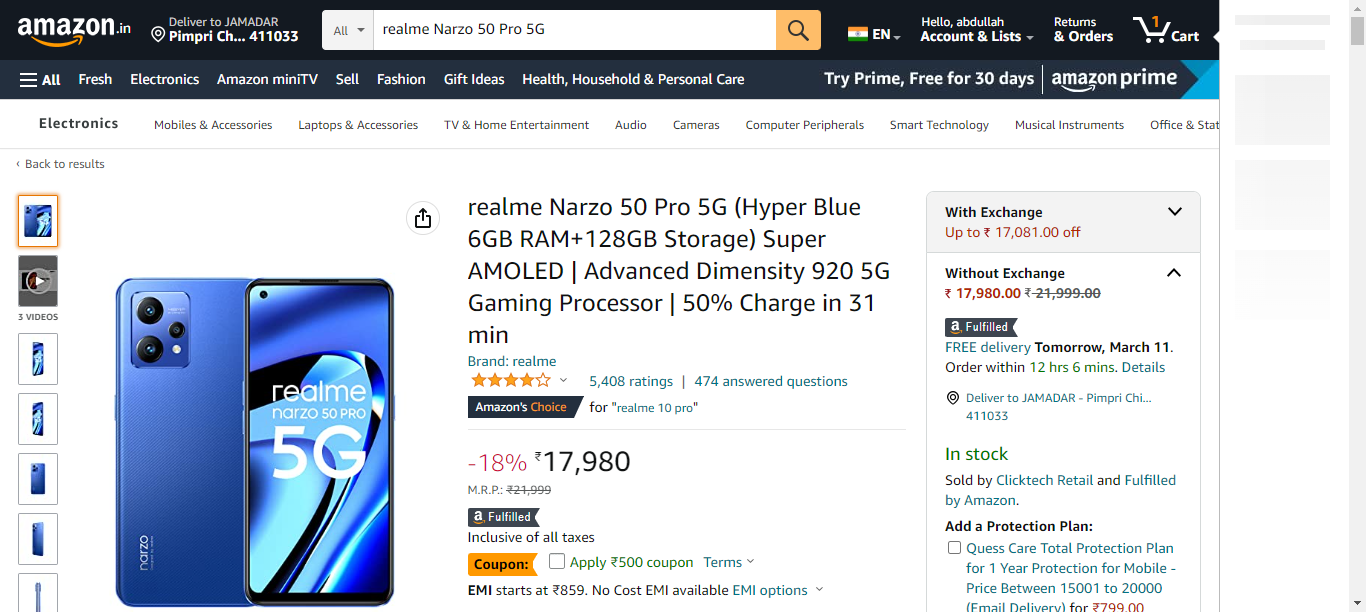 amazon.in
Deliver to JAMADAR
Pimpri Ch... 411033
All
realme Narzo 50 Pro 5G
EN
Hello, abdullah
Account & Lists
Returns
& Orders
1
Cart
All
Fresh
Electronics
Amazon miniTV
Sell
Fashion
Gift Ideas
Health, Household & Personal Care
Try Prime, Free for 30 days
amazon prime
Electronics
Mobiles & Accessories
Laptops & Accessories
TV & Home Entertainment
Audio
Cameras
Computer Peripherals
Smart Technology
Musical Instruments
Office & Stat
‹ Back to results
3 VIDEOS
realme
narzo 50 PRO
5G
narzo
realme Narzo 50 Pro 5G (Hyper Blue
6GB RAM+128GB Storage) Super
AMOLED | Advanced Dimensity 920 5G
Gaming Processor | 50% Charge in 31
min
Brand: realme
5,408 ratings | 474 answered questions
Amazon's Choice for "realme 10 pro"
-18% ₹17,980
M.R.P.: ₹21,999
a Fulfilled
Inclusive of all taxes
Coupon: Apply ₹500 coupon Terms
EMI starts at ₹859. No Cost EMI available EMI options
With Exchange
Up to ₹ 17,081.00 off
Without Exchange
₹ 17,980.00 ₹ 21,999.00
a Fulfilled
FREE delivery Tomorrow, March 11.
Order within 12 hrs 6 mins. Details
Deliver to JAMADAR - Pimpri Chi...
411033
In stock
Sold by Clicktech Retail and Fulfilled
by Amazon.
Add a Protection Plan:
Quess Care Total Protection Plan
for 1 Year Protection for Mobile -
Price Between 15001 to 20000
(Email Delivery) for ₹799.00